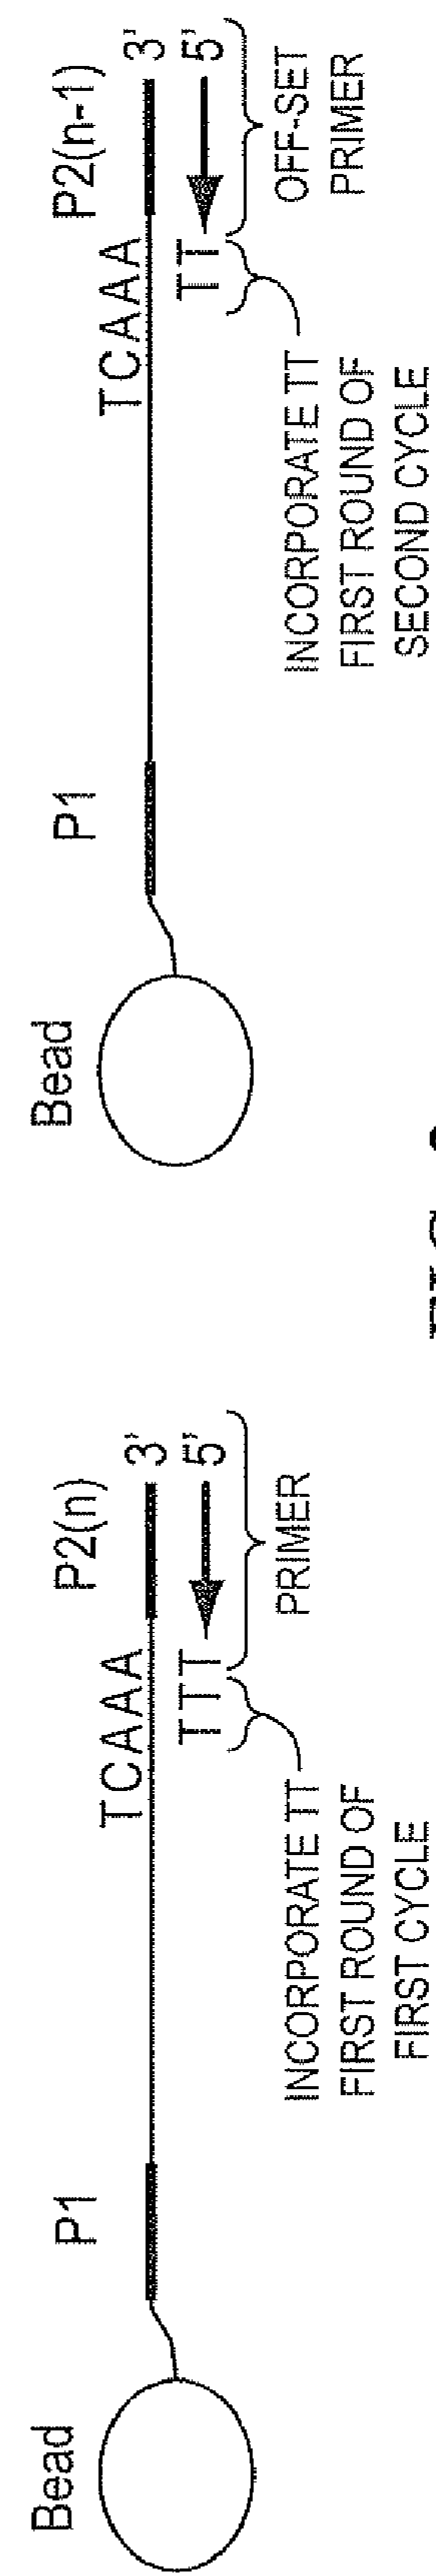 Bead
P1
P2(n)
TCAAA
3'
5'
TTT
PRIMER
INCORPORATE TT
FIRST ROUND OF
FIRST CYCLE
Bead
P1
P2(n-1)
TCAAA
3'
5'
TT
OFF-SET
PRIMER
INCORPORATE TT
FIRST ROUND OF
SECOND CYCLE